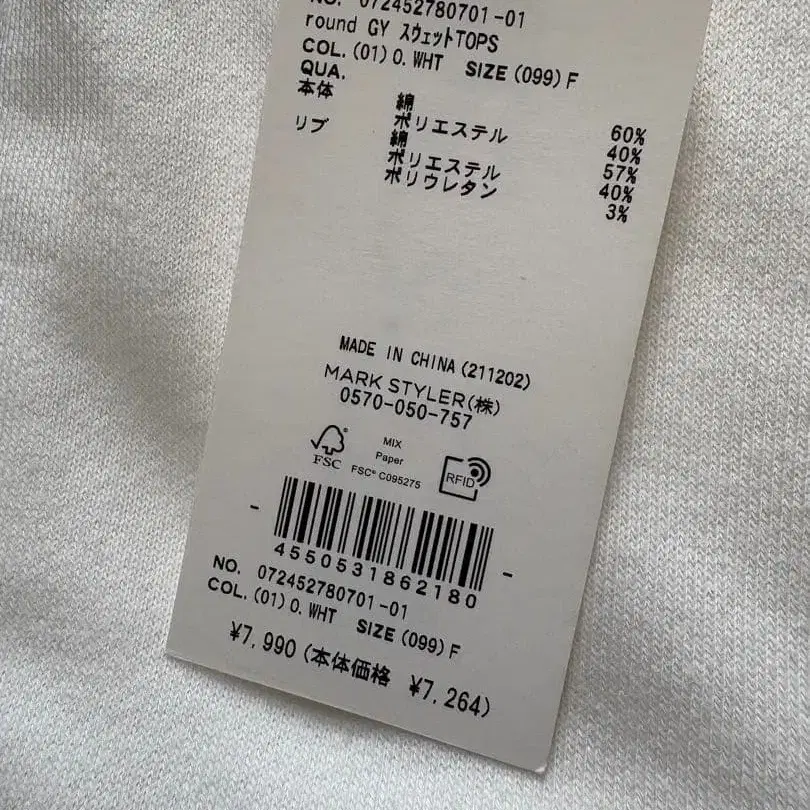 NO. 072452780701-01
round GY スウェットTOPS
COL. (01) O. WHT SIZE (099) F
QUA.
本体 綿 60%
ポリエステル 40%
リブ 綿 57%
ポリエステル 40%
ポリウレタン 3%
MADE IN CHINA (211202)
MARK STYLER(株)
0570-050-757
FSC
MIX
Paper
FSC® C095275
RFID
4550531862180
NO. 072452780701-01
COL. (01) O. WHT SIZE (099) F
¥7,990 (本体価格 ¥7,264)